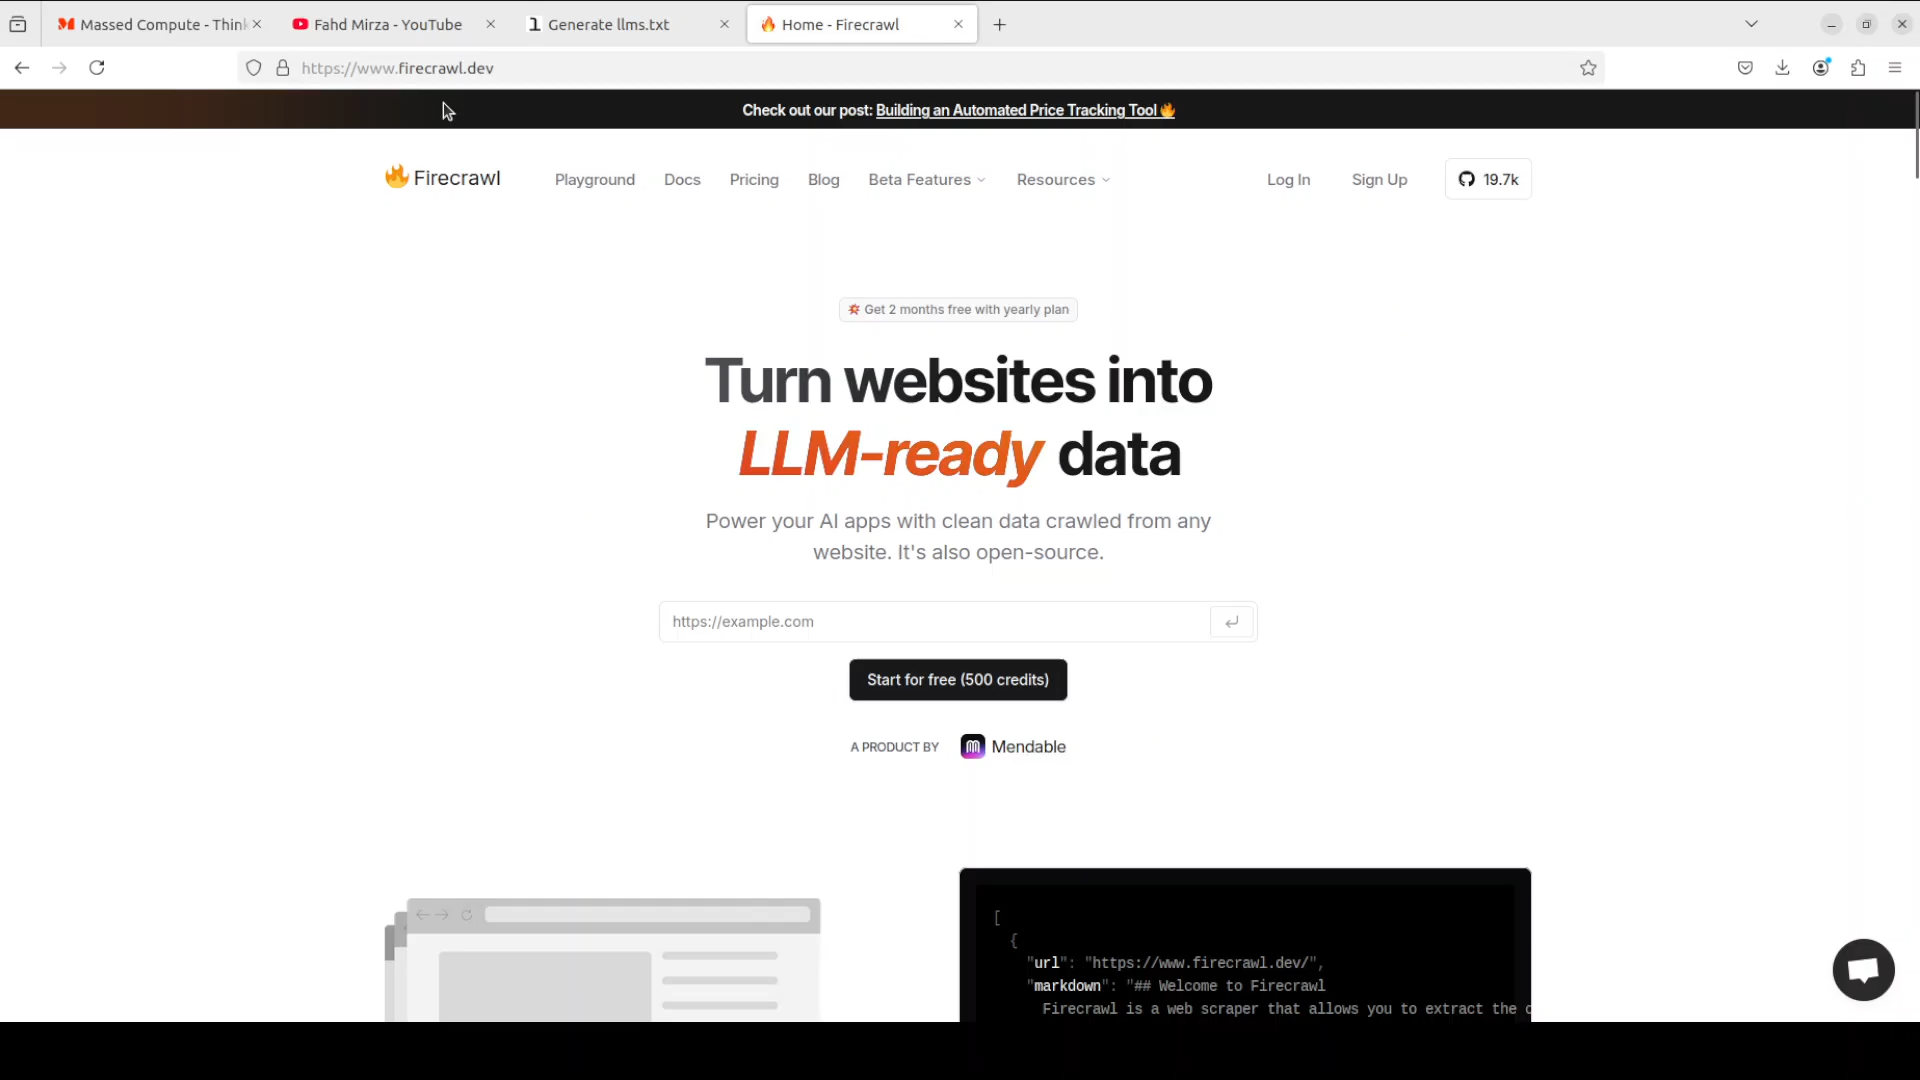 Massed Compute - Think
Fahd Mirza - YouTube
Generate llms.txt
Home - Firecrawl
https://www.firecrawl.dev
Check out our post: Building an Automated Price Tracking Tool
Firecrawl
Playground
Docs
Pricing
Blog
Beta Features
Resources
Log In
Sign Up
19.7k
Get 2 months free with yearly plan
Turn websites into
LLM-ready data
Power your AI apps with clean data crawled from any
website. It's also open-source.
https://example.com
Start for free (500 credits)
A PRODUCT BY Mendable
[
{
"url": "https://www.firecrawl.dev/",
"markdown": "## Welcome to Firecrawl
Firecrawl is a web scraper that allows you to extract the